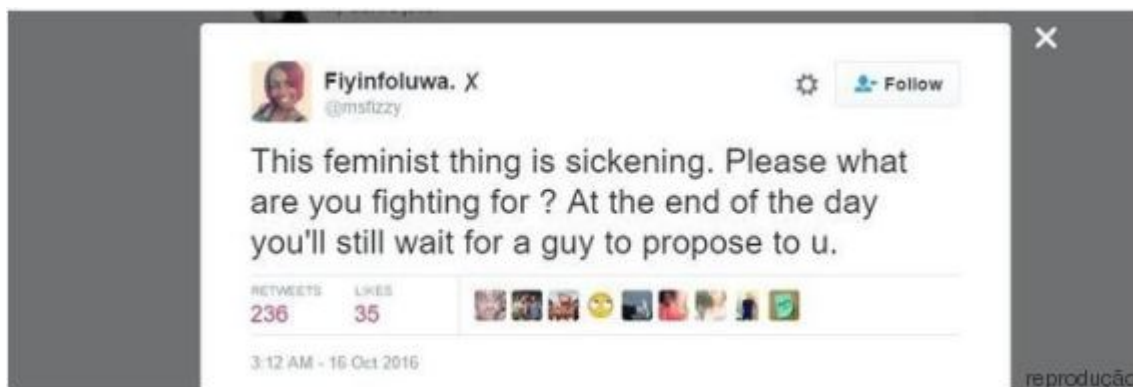 Fiyinfoluwa. X
@msfizzy
Follow
This feminist thing is sickening. Please what
are you fighting for ? At the end of the day
you'll still wait for a guy to propose to u.
RETWEETS LIKES
236 35
3:12 AM - 16 Oct 2016
reprodução